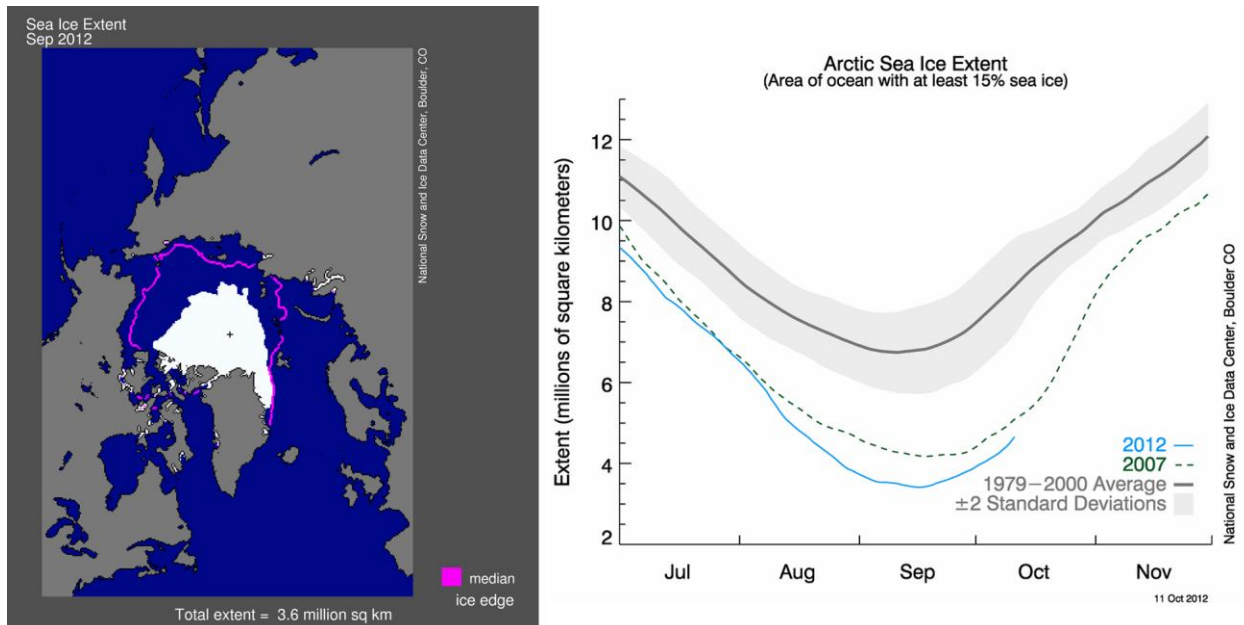 Sea Ice Extent
Sep 2012
National Snow and Ice Data Center, Boulder, CO
median
ice edge
Total extent = 3.6 million sq km
Arctic Sea Ice Extent
(Area of ocean with at least 15% sea ice)
Extent (millions of square kilometers)
12
10
8
6
4
2
2012
2007
1979−2000 Average
±2 Standard Deviations
Jul Aug Sep Oct Nov
National Snow and Ice Data Center, Boulder CO
11 Oct 2012